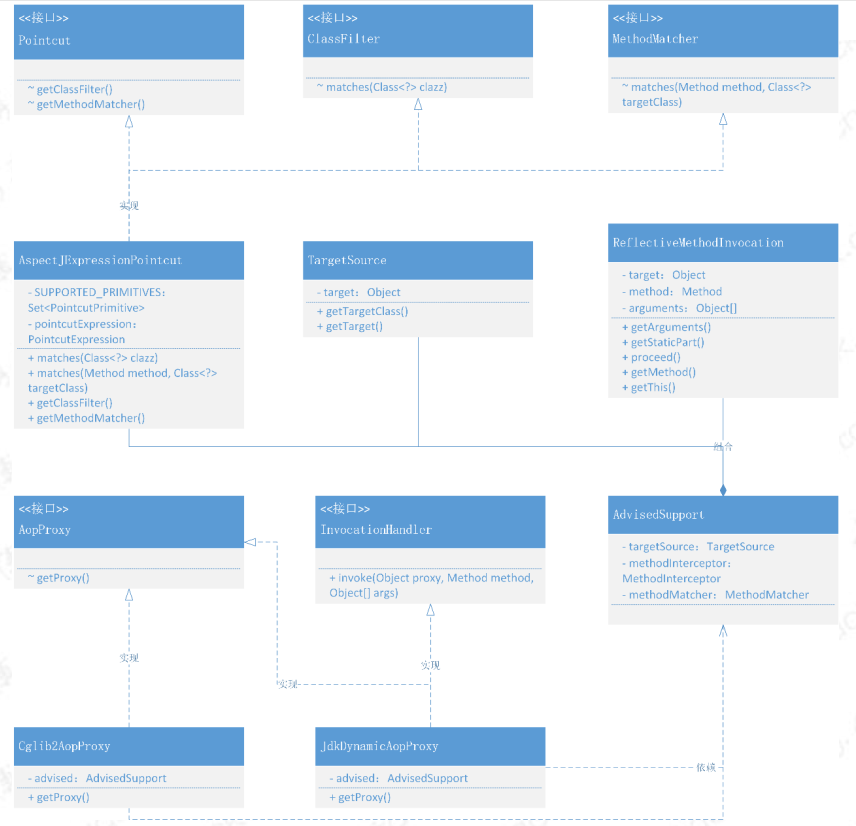 <<接口>>
Pointcut
~ getClassFilter()
~ getMethodMatcher()
<<接口>>
ClassFilter
~ matches(Class<?> clazz)
<<接口>>
MethodMatcher
~ matches(Method method, Class<?>
targetClass)
实现
AspectJExpressionPointcut
- SUPPORTED_PRIMITIVES：
Set<PointcutPrimitive>
- pointcutExpression：
PointcutExpression
+ matches(Class<?> clazz)
+ matches(Method method, Class<?>
targetClass)
+ getClassFilter()
+ getMethodMatcher()
TargetSource
- target：Object
+ getTargetClass()
+ getTarget()
ReflectiveMethodInvocation
- target：Object
- method：Method
- arguments：Object[]
+ getArguments()
+ getStaticPart()
+ proceed()
+ getMethod()
+ getThis()
组合
<<接口>>
AopProxy
~ getProxy()
<<接口>>
InvocationHandler
+ invoke(Object proxy, Method method,
Object[] args)
AdvisedSupport
- targetSource：TargetSource
- methodInterceptor：
MethodInterceptor
- methodMatcher：MethodMatcher
实现
实现
实现
Cglib2AopProxy
- advised：AdvisedSupport
+ getProxy()
JdkDynamicAopProxy
- advised：AdvisedSupport
+ getProxy()
依赖